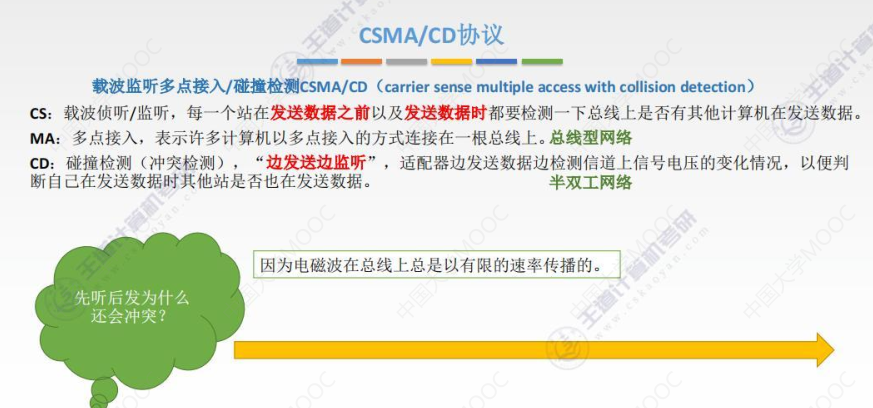 CSMA/CD协议
载波监听多点接入/碰撞检测CSMA/CD（carrier sense multiple access with collision detection）
CS：载波侦听/监听，每一个站在发送数据之前以及发送数据时都要检测一下总线上是否有其他计算机在发送数据。
MA：多点接入，表示许多计算机以多点接入的方式连接在一根总线上。总线型网络
CD：碰撞检测（冲突检测），“边发送边监听”，适配器边发送数据边检测信道上信号电压的变化情况，以便判
断自己在发送数据时其他站是否也在发送数据。 半双工网络
因为电磁波在总线上总是以有限的速率传播的。
先听后发为什么
还会冲突？
王道计算机考研
www.cskaoyan.com
中国大学MOOC